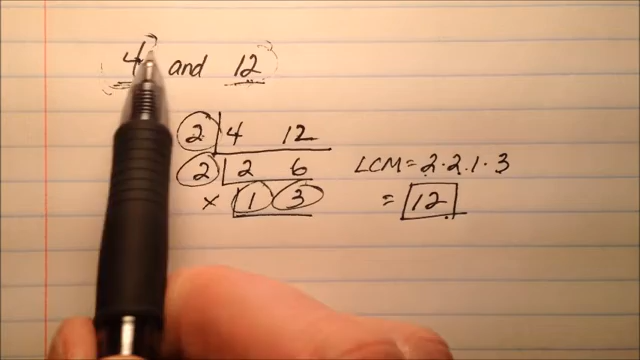 4 and 12
2 4 12
2 2 6 LCM = 2·2·1·3
× 1 3 = 12